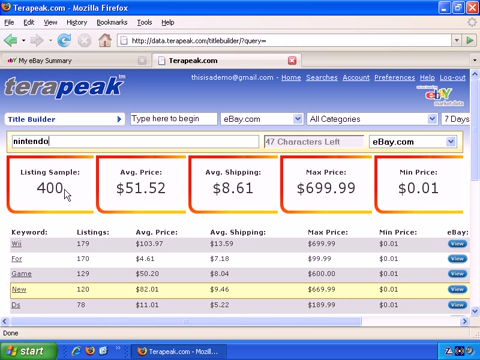 Terapeak.com - Mozilla Firefox
File Edit View History Bookmarks Tools Help
http://data.terapeak.com/titlebuilder/?query=
My eBay Summary Terapeak.com
terapeak
thisisademo@gmail.com - Home Searches Account Preferences Help Log-out
ebay
market data
Title Builder Type here to begin eBay.com All Categories 7 Days
nintendo 47 Characters Left eBay.com
Listing Sample: Avg. Price: Avg. Shipping: Max Price: Min Price:
400 $51.52 $8.61 $699.99 $0.01
Keyword: Listings: Avg. Price: Avg. Shipping: Max Price: Min Price: eBay:
Wii 179 $103.97 $13.59 $699.99 $0.01 View
For 170 $4.61 $7.18 $99.99 $0.01 View
Game 129 $50.20 $8.04 $600.00 $0.01 View
New 120 $82.01 $9.46 $669.99 $0.01 View
Ds 78 $11.01 $5.22 $189.99 $0.01 View
Done
start Terapeak.com - Mozill...